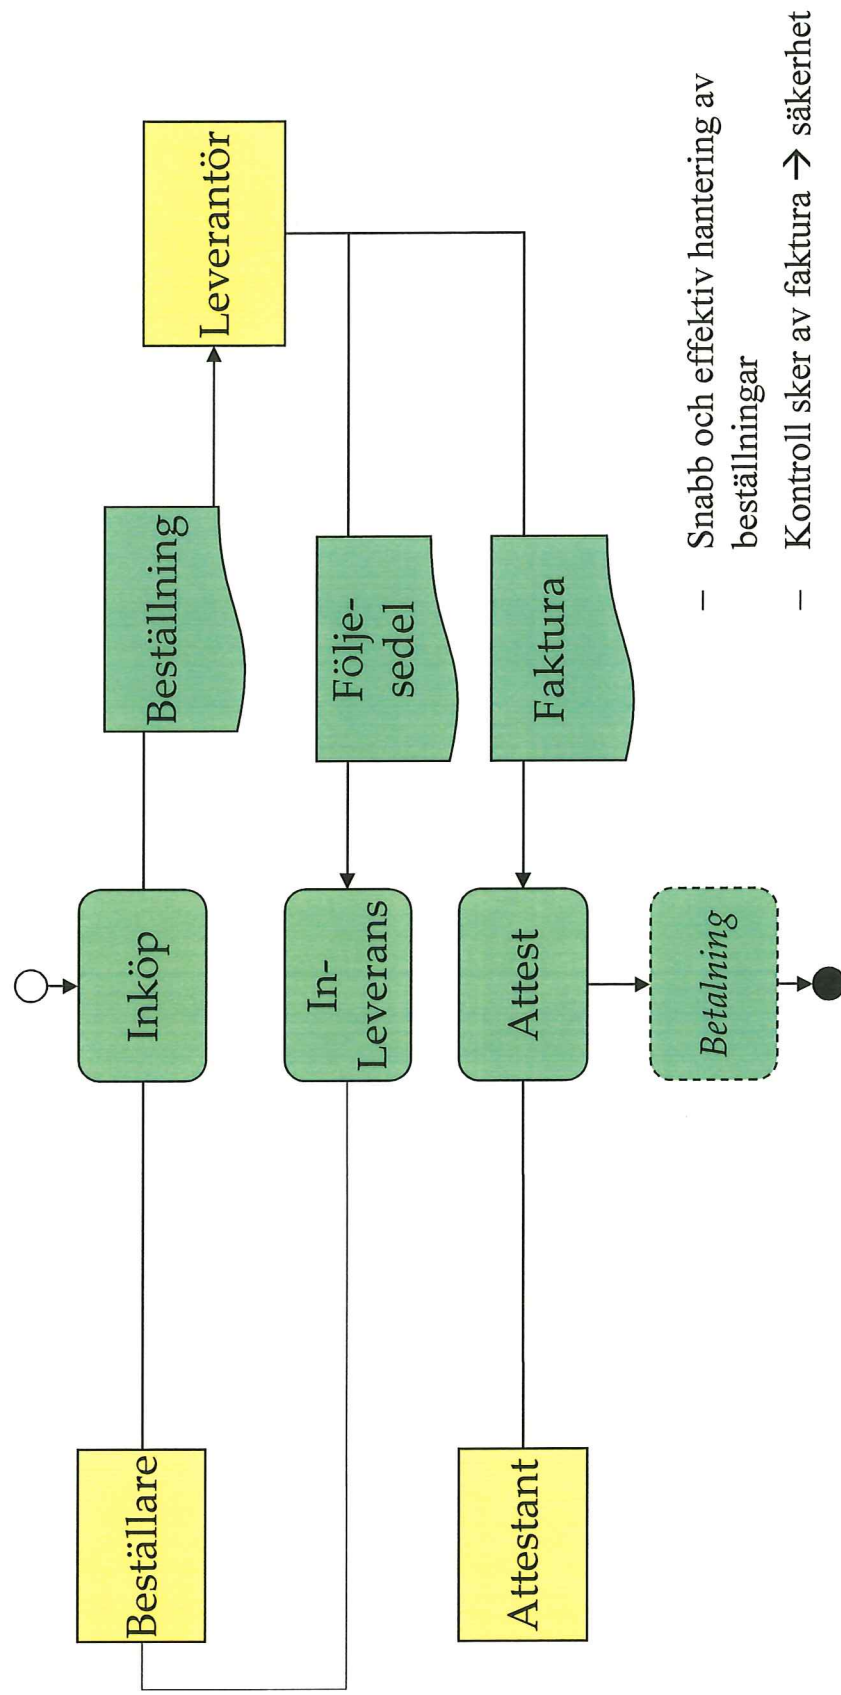 Beställare
Inköp
Beställning
Leverantör
In-
Leverans
Följe-
sedel
Attestant
Attest
Faktura
Betalning
– Snabb och effektiv hantering av
beställningar
– Kontroll sker av faktura → säkerhet